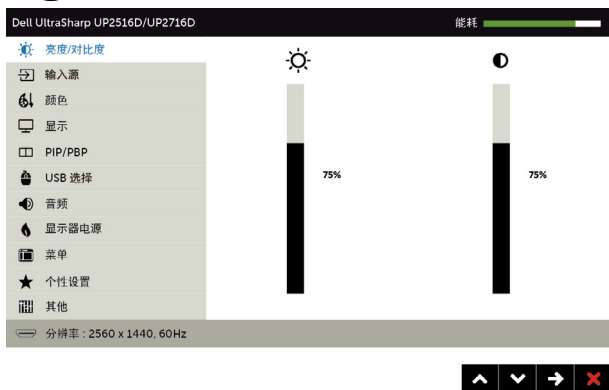 Dell UltraSharp UP2516D/UP2716D
能耗
亮度/对比度
输入源
颜色
显示
PIP/PBP
USB 选择
音频
显示器电源
菜单
个性设置
其他
75%
75%
分辨率 : 2560 x 1440, 60Hz